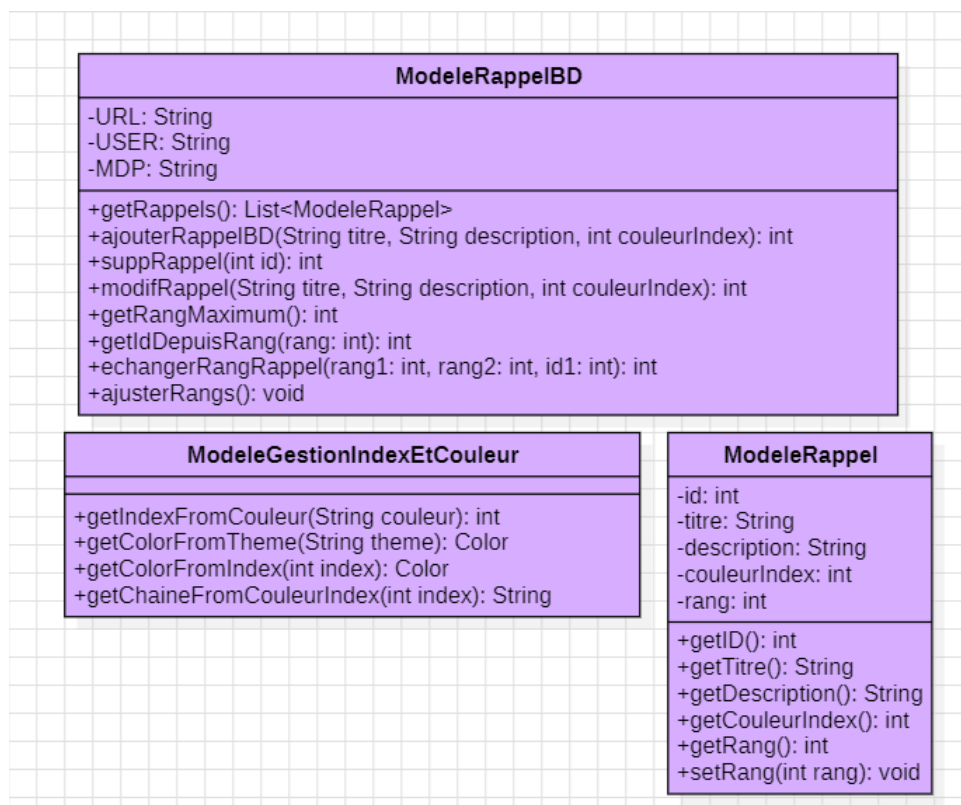 ModeleRappelBD
-URL: String
-USER: String
-MDP: String
+getRappels(): List<ModeleRappel>
+ajouterRappelBD(String titre, String description, int couleurIndex): int
+suppRappel(int id): int
+modifRappel(String titre, String description, int couleurIndex): int
+getRangMaximum(): int
+getIdDepuisRang(rang: int): int
+echangerRangRappel(rang1: int, rang2: int, id1: int): int
+ajusterRangs(): void
ModeleGestionIndexEtCouleur
+getIndexFromCouleur(String couleur): int
+getColorFromTheme(String theme): Color
+getColorFromIndex(int index): Color
+getChaineFromCouleurIndex(int index): String
ModeleRappel
-id: int
-titre: String
-description: String
-couleurIndex: int
-rang: int
+getID(): int
+getTitre(): String
+getDescription(): String
+getCouleurIndex(): int
+getRang(): int
+setRang(int rang): void